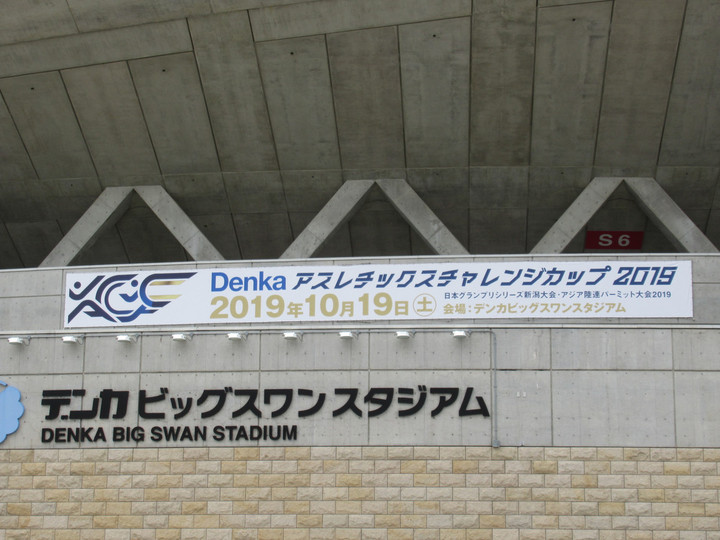 S6
Denka アスレチックスチャレンジカップ 2019
日本グランプリシリーズ新潟大会・アジア陸連パーミット大会2019
2019年10月19日(土) 会場:デンカビッグスワンスタジアム
デンカ ビッグスワン スタジアム
DENKA BIG SWAN STADIUM